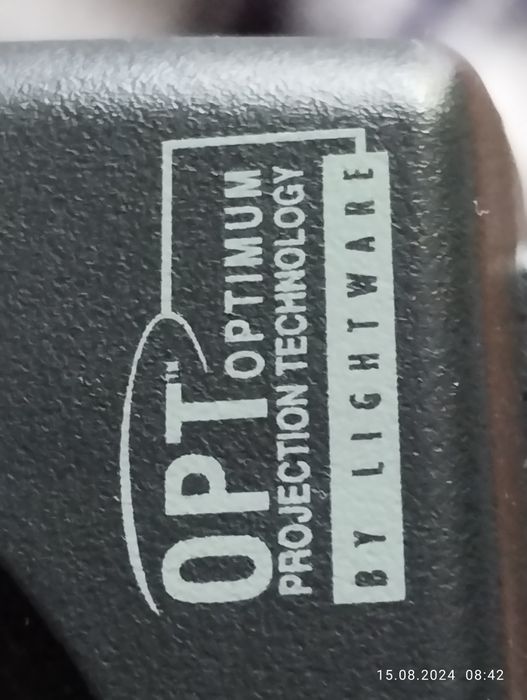 OPT™ OPTIMUM
PROJECTION TECHNOLOGY
BY LIGHTWARE
15.08.2024 08:42